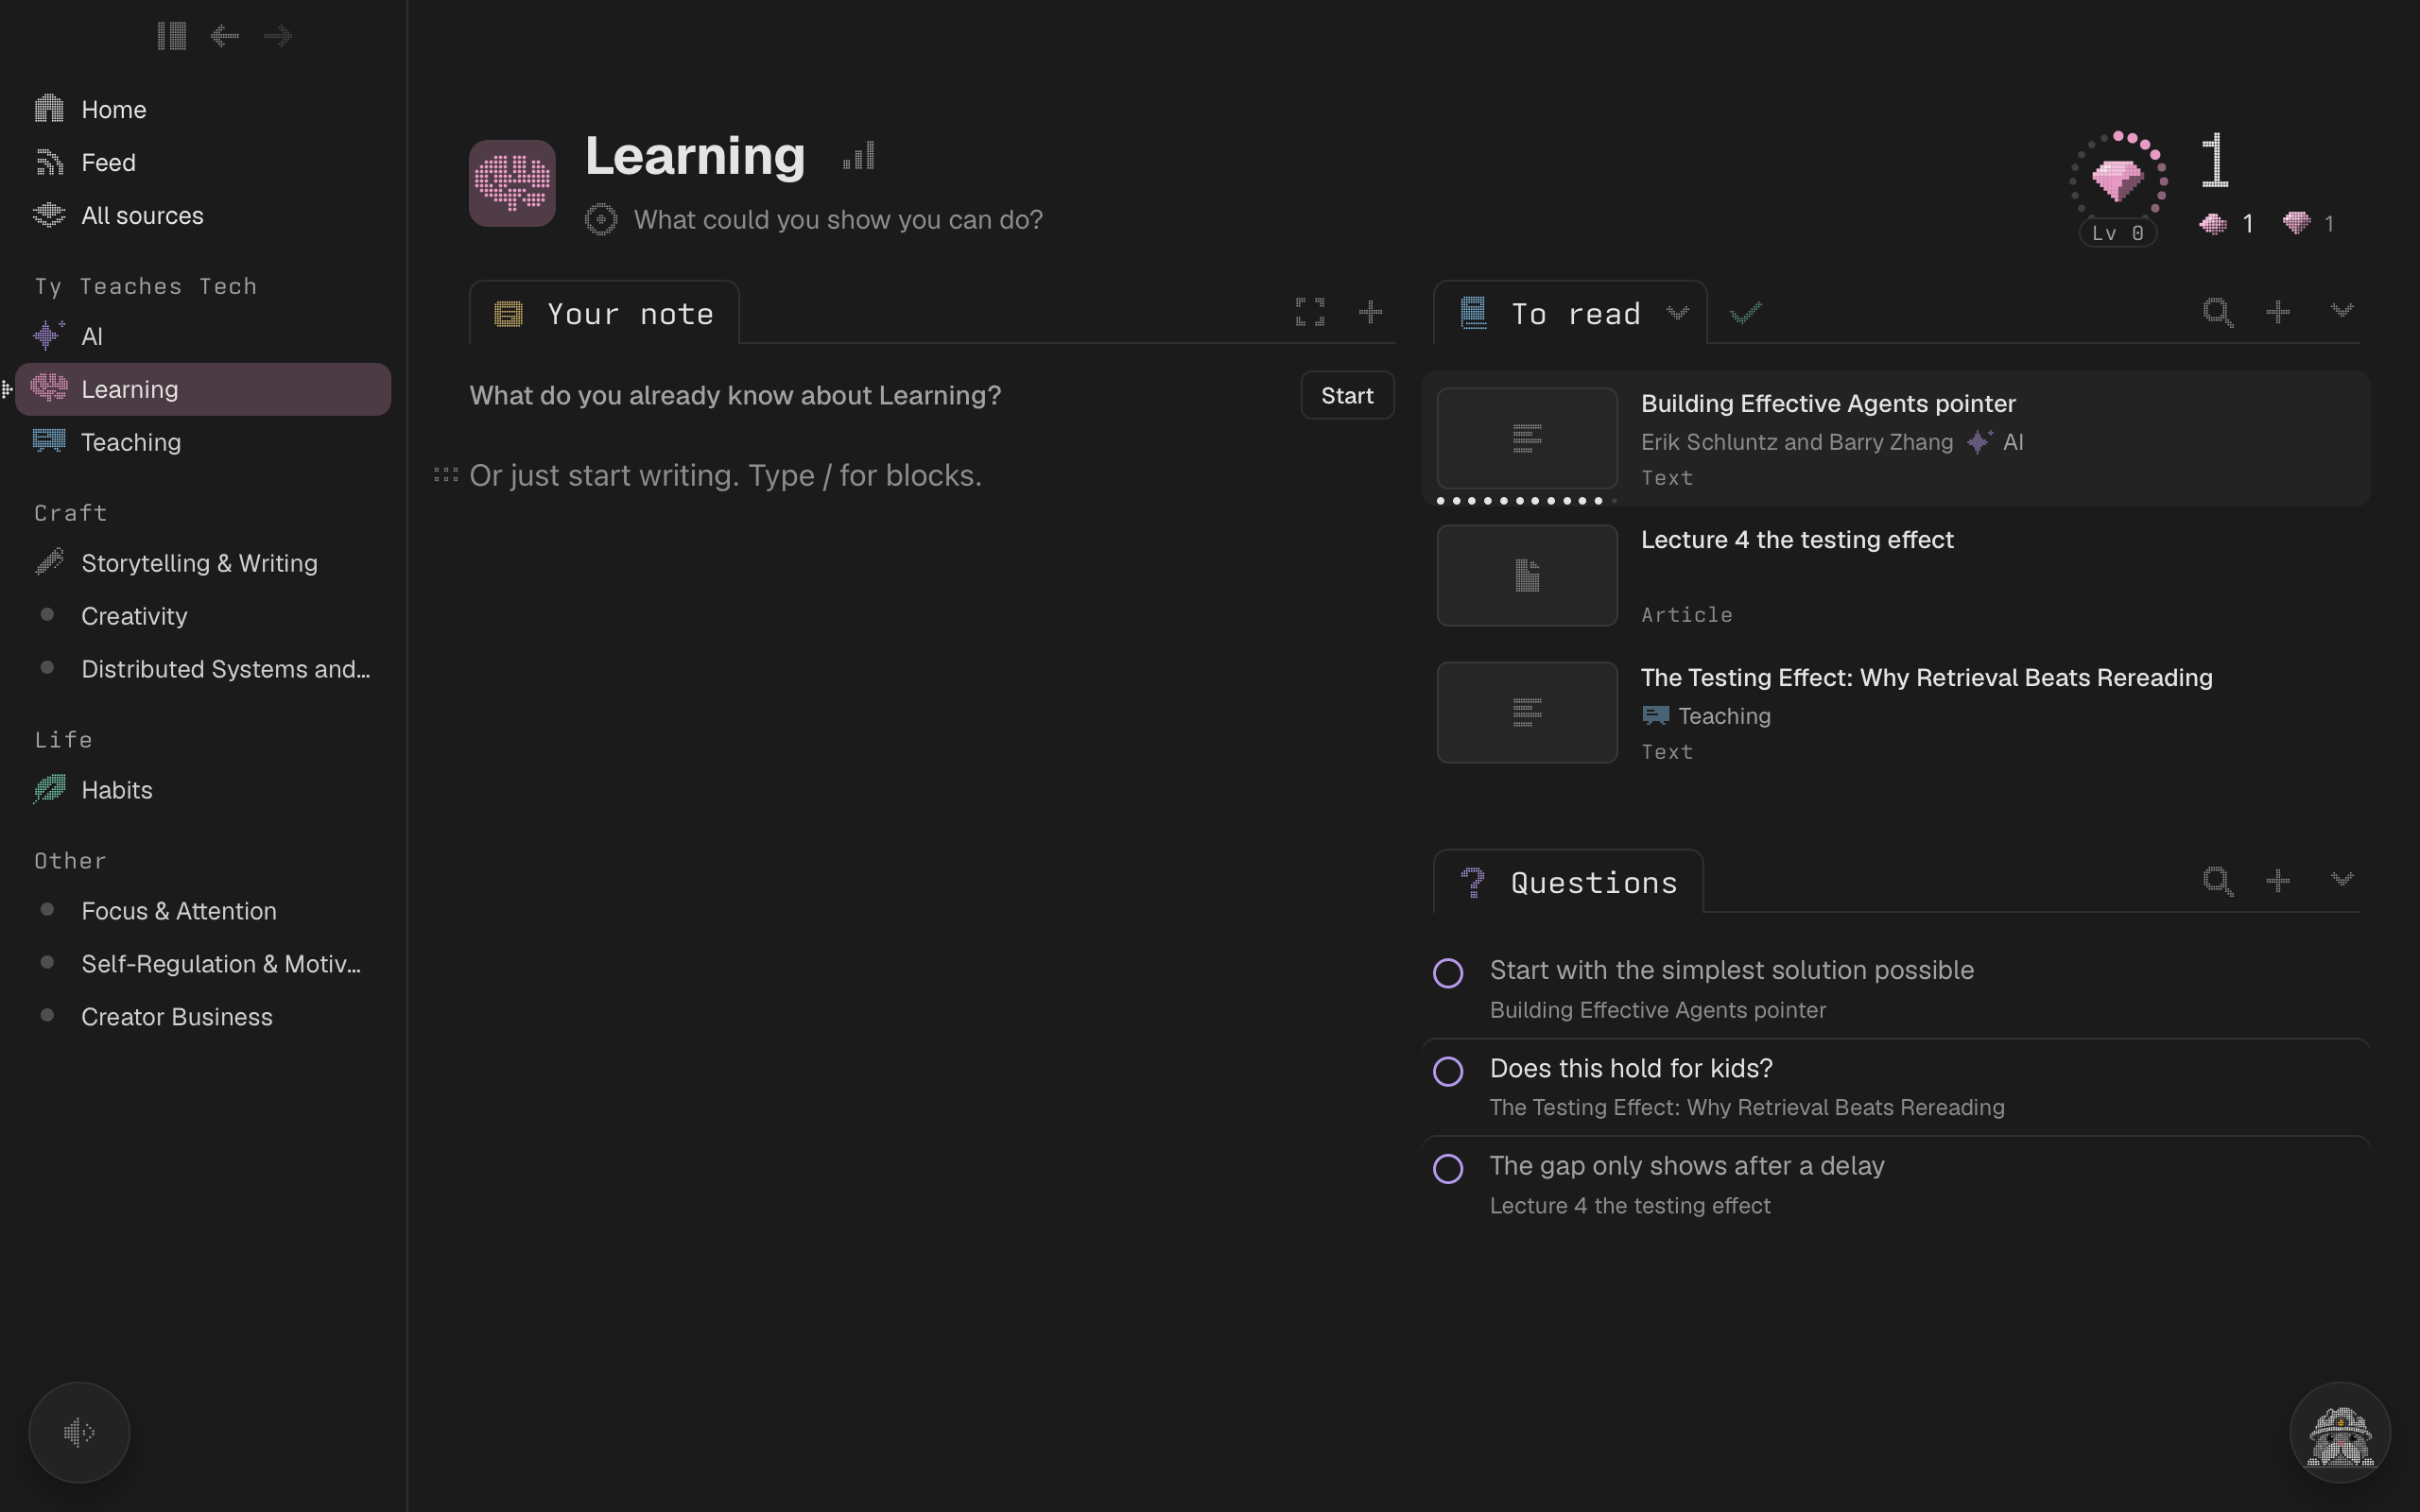 Home
Feed
All sources
Ty Teaches Tech
AI
Learning
Teaching
Craft
Storytelling & Writing
Creativity
Distributed Systems and...
Life
Habits
Other
Focus & Attention
Self-Regulation & Motiv...
Creator Business
Learning
What could you show you can do?
Lv 0
1
1
1
Your note
What do you already know about Learning?
Start
Or just start writing. Type / for blocks.
To read
Building Effective Agents pointer
Erik Schluntz and Barry Zhang AI
Text
Lecture 4 the testing effect
Article
The Testing Effect: Why Retrieval Beats Rereading
Teaching
Text
? Questions
Start with the simplest solution possible
Building Effective Agents pointer
Does this hold for kids?
The Testing Effect: Why Retrieval Beats Rereading
The gap only shows after a delay
Lecture 4 the testing effect